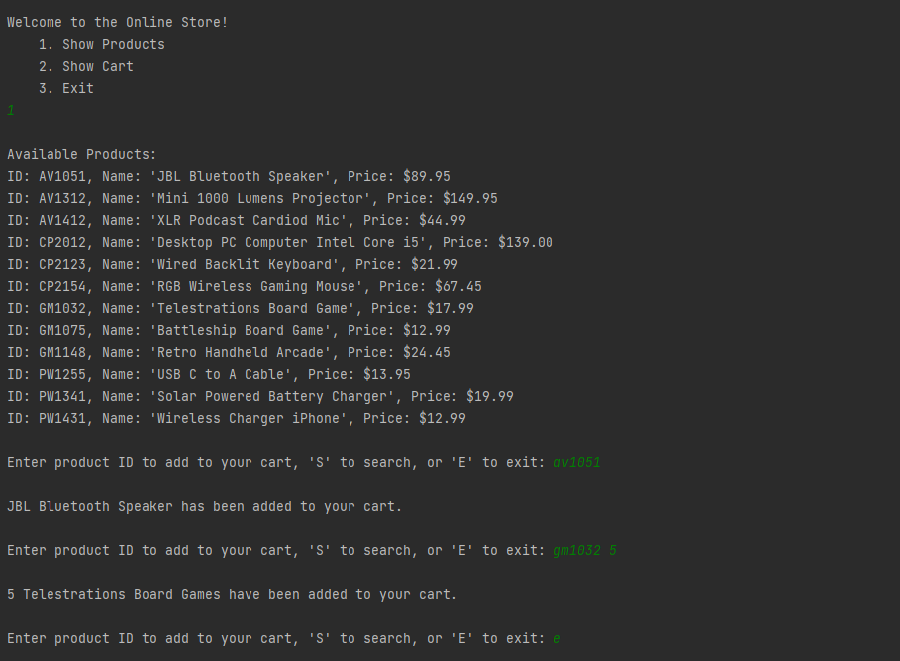 Welcome to the Online Store!
1. Show Products
2. Show Cart
3. Exit
1
Available Products:
ID: AV1051, Name: 'JBL Bluetooth Speaker', Price: $89.95
ID: AV1312, Name: 'Mini 1000 Lumens Projector', Price: $149.95
ID: AV1412, Name: 'XLR Podcast Cardiod Mic', Price: $44.99
ID: CP2012, Name: 'Desktop PC Computer Intel Core i5', Price: $139.00
ID: CP2123, Name: 'Wired Backlit Keyboard', Price: $21.99
ID: CP2154, Name: 'RGB Wireless Gaming Mouse', Price: $67.45
ID: GM1032, Name: 'Telestrations Board Game', Price: $17.99
ID: GM1075, Name: 'Battleship Board Game', Price: $12.99
ID: GM1148, Name: 'Retro Handheld Arcade', Price: $24.45
ID: PW1255, Name: 'USB C to A Cable', Price: $13.95
ID: PW1341, Name: 'Solar Powered Battery Charger', Price: $19.99
ID: PW1431, Name: 'Wireless Charger iPhone', Price: $12.99
Enter product ID to add to your cart, 'S' to search, or 'E' to exit: av1051
JBL Bluetooth Speaker has been added to your cart.
Enter product ID to add to your cart, 'S' to search, or 'E' to exit: gm1032 5
5 Telestrations Board Games have been added to your cart.
Enter product ID to add to your cart, 'S' to search, or 'E' to exit: e